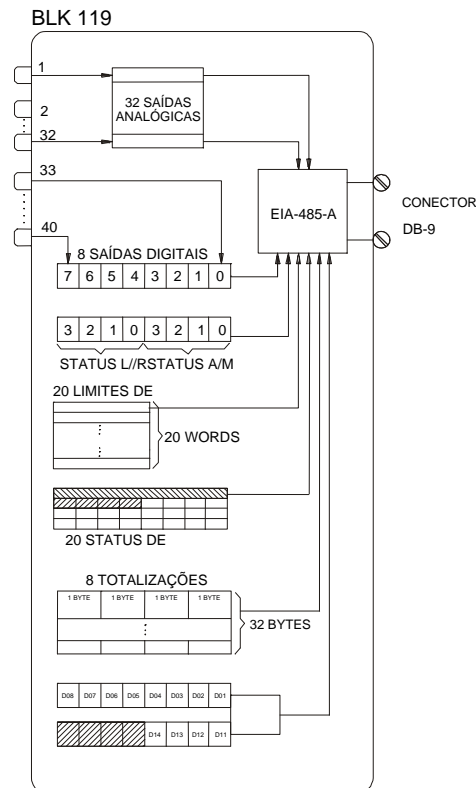 BLK 119
1
2
32
32 SAÍDAS
ANALÓGICAS
33
40
EIA-485-A
CONECTOR
DB-9
8 SAÍDAS DIGITAIS
7 6 5 4 3 2 1 0
3 2 1 0 3 2 1 0
STATUS L//RSTATUS A/M
20 LIMITES DE
20 WORDS
20 STATUS DE
8 TOTALIZAÇÕES
1 BYTE 1 BYTE 1 BYTE 1 BYTE
32 BYTES
D08 D07 D06 D05 D04 D03 D02 D01
D14 D13 D12 D11